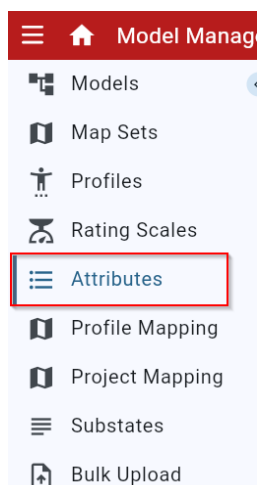 Model Manag
Models
Map Sets
Profiles
Rating Scales
Attributes
Profile Mapping
Project Mapping
Substates
Bulk Upload